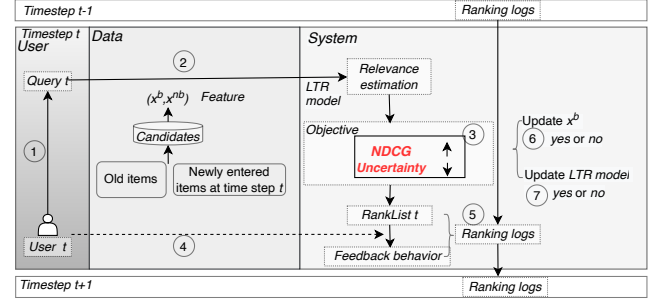 Timestep t-1
Ranking logs
Timestep t
User
Data
System
Query t
2
Relevance
estimation
LTR
model
(x^b,x^nb) Feature
Candidates
1
Objective
3
NDCG
Uncertainty
Update x^b
6 yes or no
Update LTR model
7 yes or no
Old items
Newly entered
items at time step t
RankList t
5
Ranking logs
User t
4
Feedback behavior
Timestep t+1
Ranking logs